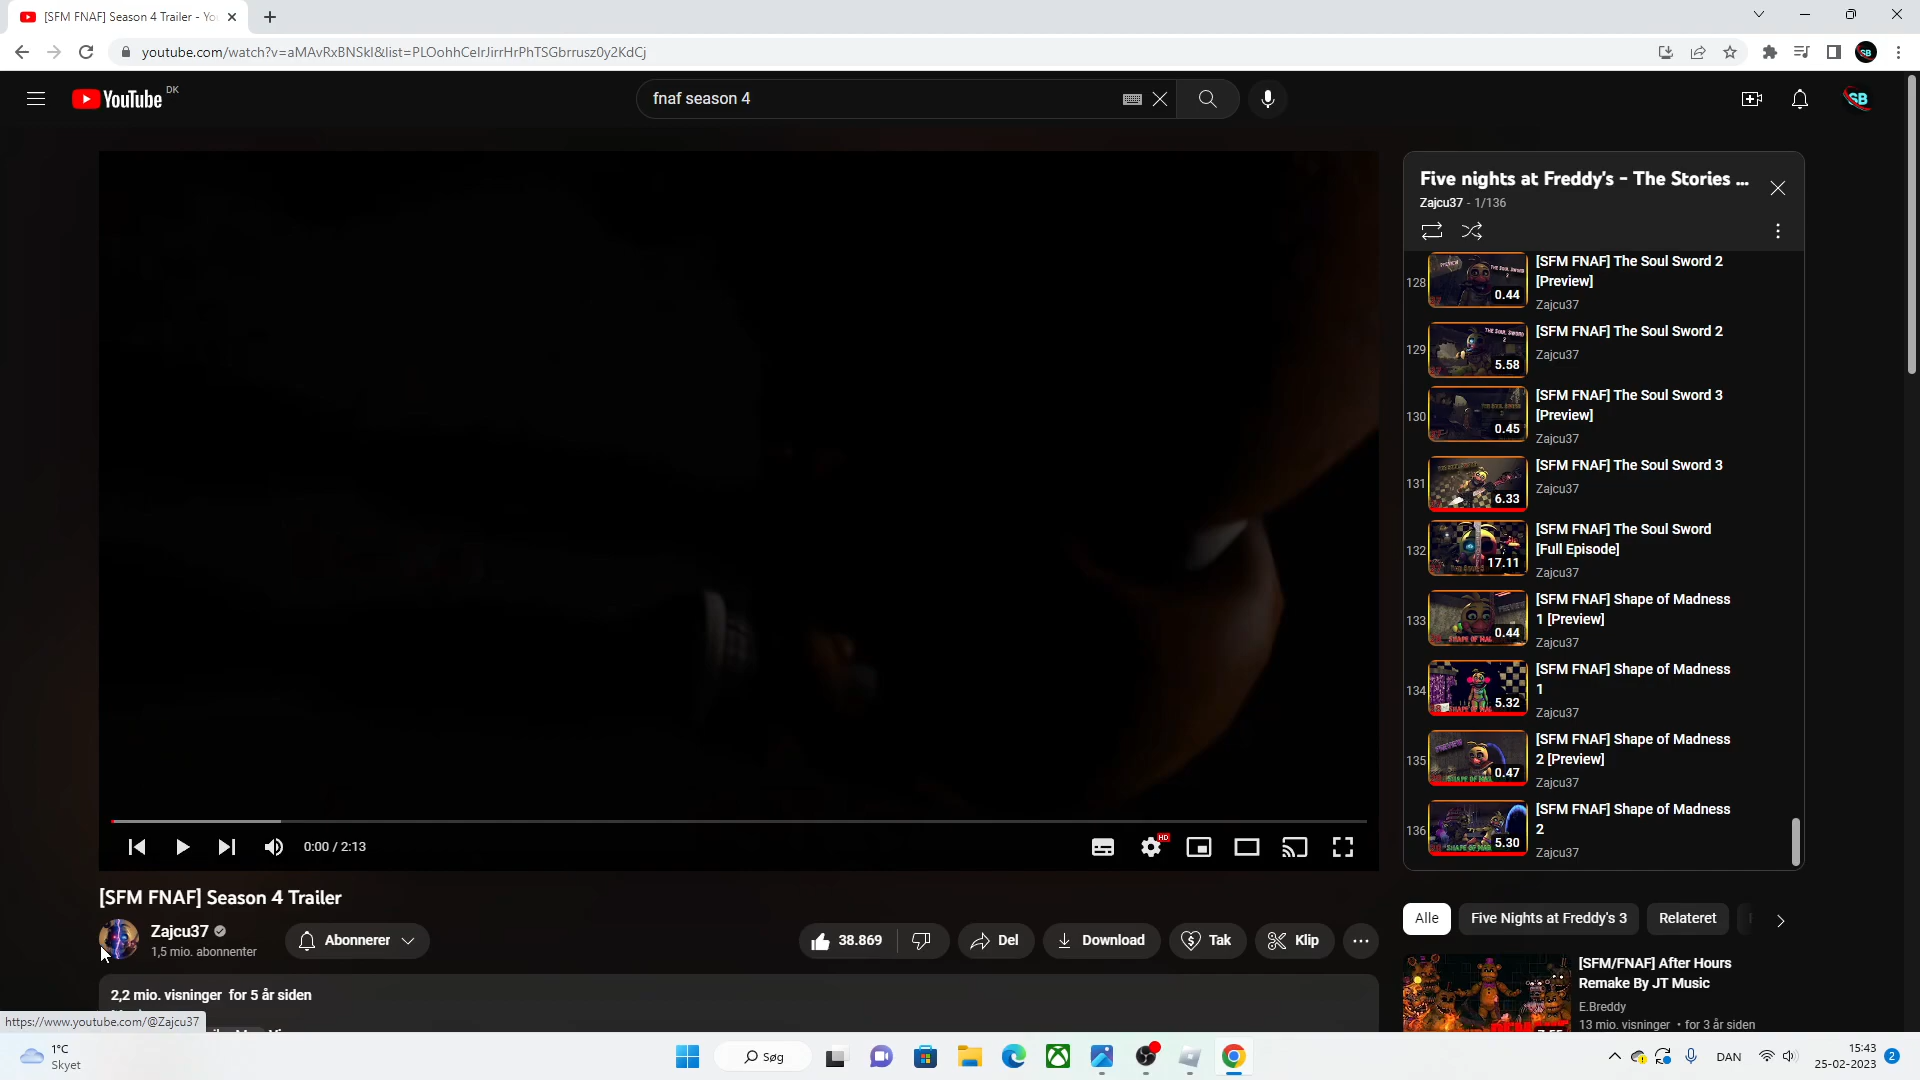 [SFM FNAF] Season 4 Trailer - Yo
youtube.com/watch?v=aMAvRxBNSkI&list=PLOohhCeIrJirrHrPhTSGbrrusz0y2KdCj
SB
YouTube DK
fnaf season 4
SB
Five nights at Freddy's - The Stories ...
Zajcu37 - 1/136
128
0.44
[SFM FNAF] The Soul Sword 2
[Preview]
Zajcu37
129
5.58
[SFM FNAF] The Soul Sword 2
Zajcu37
130
0.45
[SFM FNAF] The Soul Sword 3
[Preview]
Zajcu37
131
6.33
[SFM FNAF] The Soul Sword 3
Zajcu37
132
17.11
[SFM FNAF] The Soul Sword
[Full Episode]
Zajcu37
133
0.44
[SFM FNAF] Shape of Madness
1 [Preview]
Zajcu37
134
5.32
[SFM FNAF] Shape of Madness
1
Zajcu37
135
0.47
[SFM FNAF] Shape of Madness
2 [Preview]
Zajcu37
136
5.30
[SFM FNAF] Shape of Madness
2
Zajcu37
0:00 / 2:13
HD
[SFM FNAF] Season 4 Trailer
Zajcu37
1,5 mio. abonnenter
Abonnerer
38.869
Del
Download
Tak
Klip
2,2 mio. visninger for 5 år siden
https://www.youtube.com/@Zajcu37
Alle
Five Nights at Freddy's 3
Relateret
[SFM/FNAF] After Hours
Remake By JT Music
E.Breddy
13 mio. visninger • for 3 år siden
1°C
Skyet
Søg
DAN
15:43
25-02-2023
2